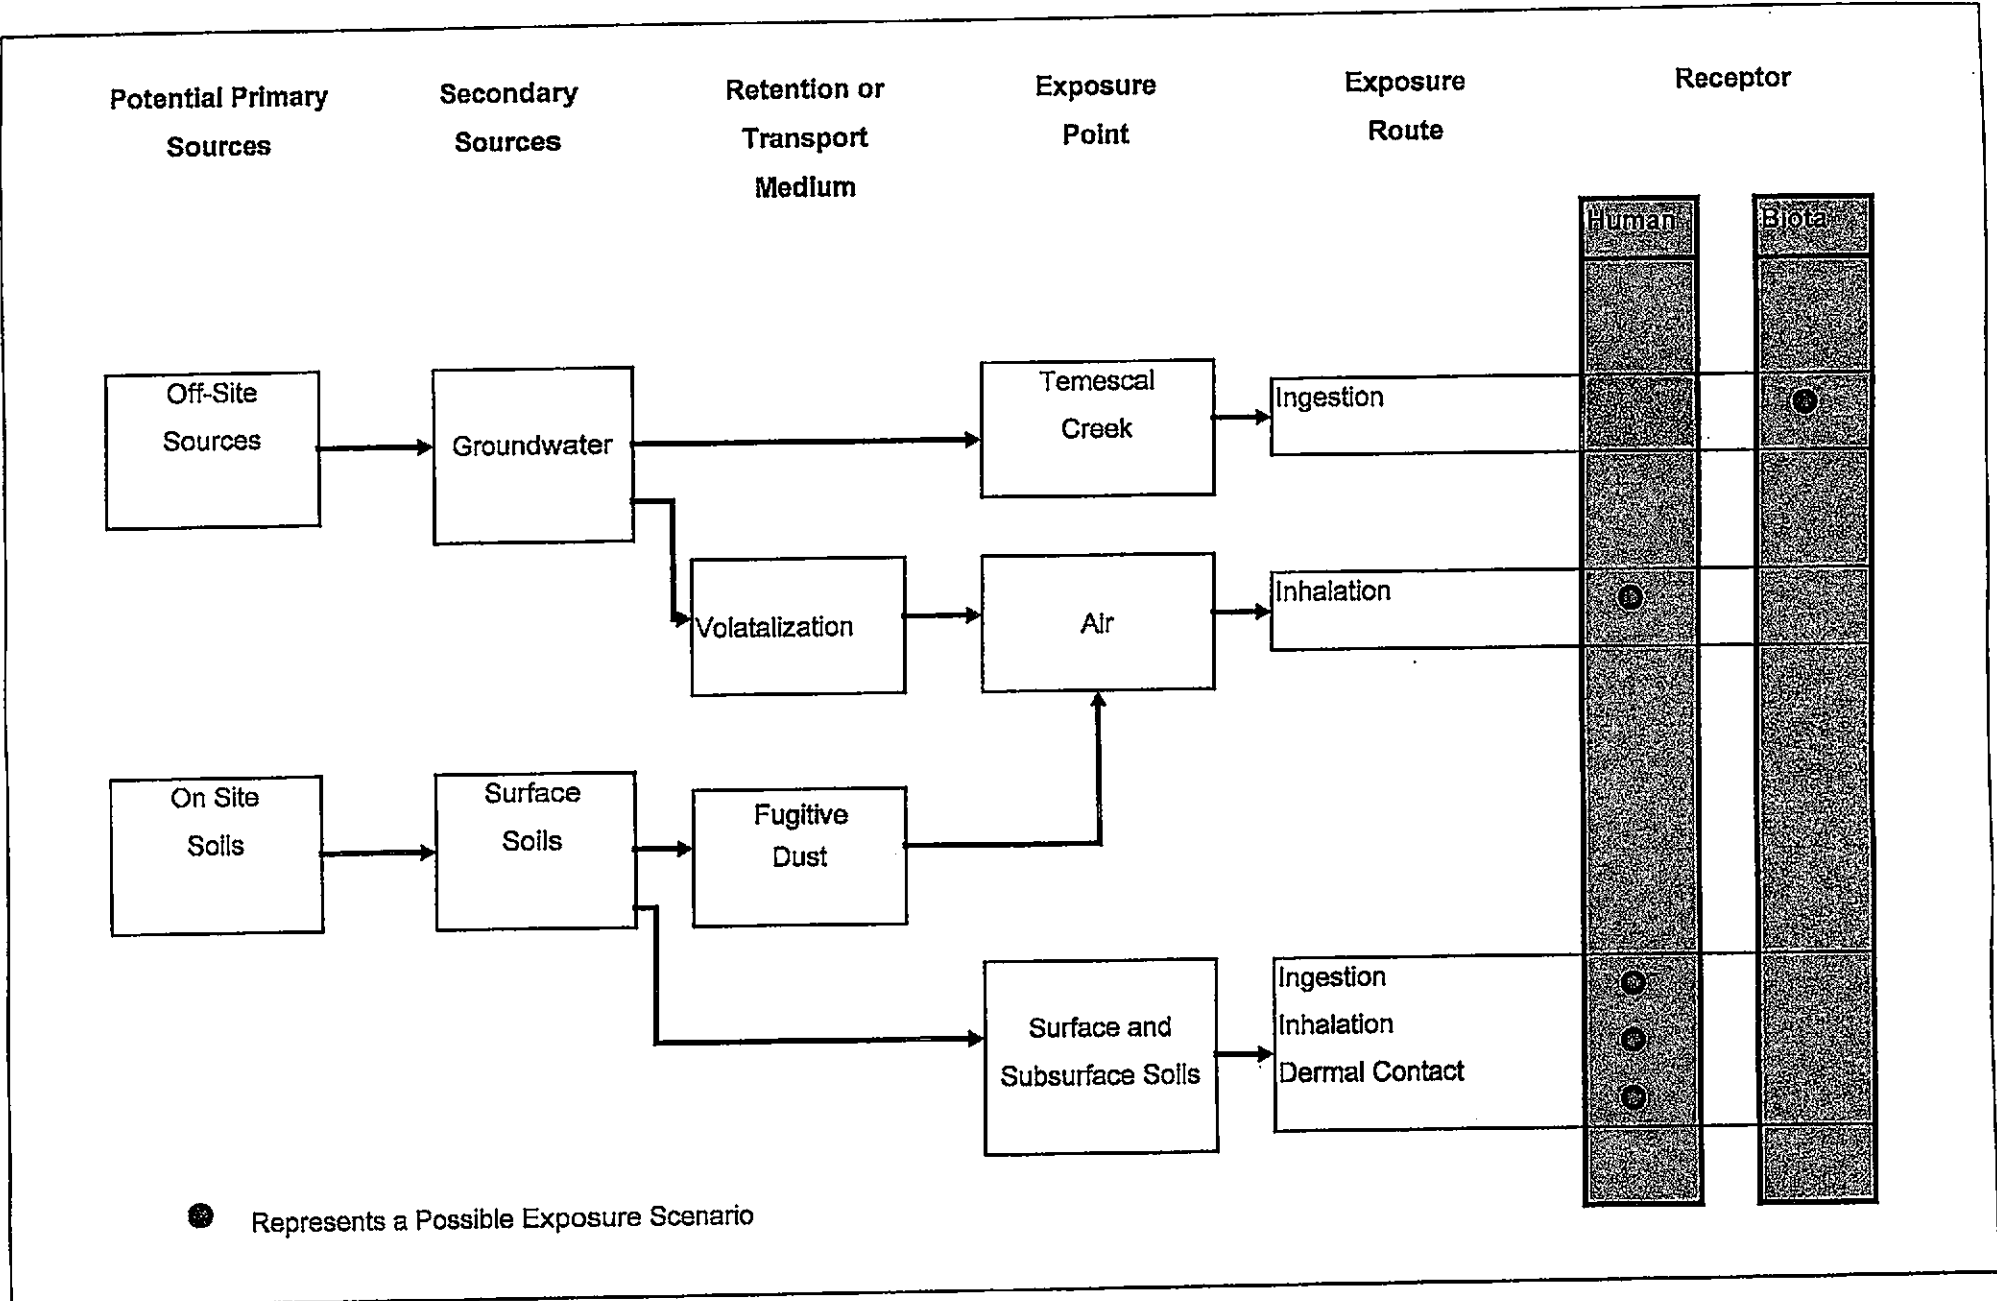 Potential Primary
Sources
Secondary
Sources
Retention or
Transport
Medium
Exposure
Point
Exposure
Route
Receptor
Human
Biota
Off-Site
Sources
Groundwater
Temescal
Creek
Ingestion
Volatalization
Air
Inhalation
On Site
Soils
Surface
Soils
Fugitive
Dust
Surface and
Subsurface Soils
Ingestion
Inhalation
Dermal Contact
Represents a Possible Exposure Scenario